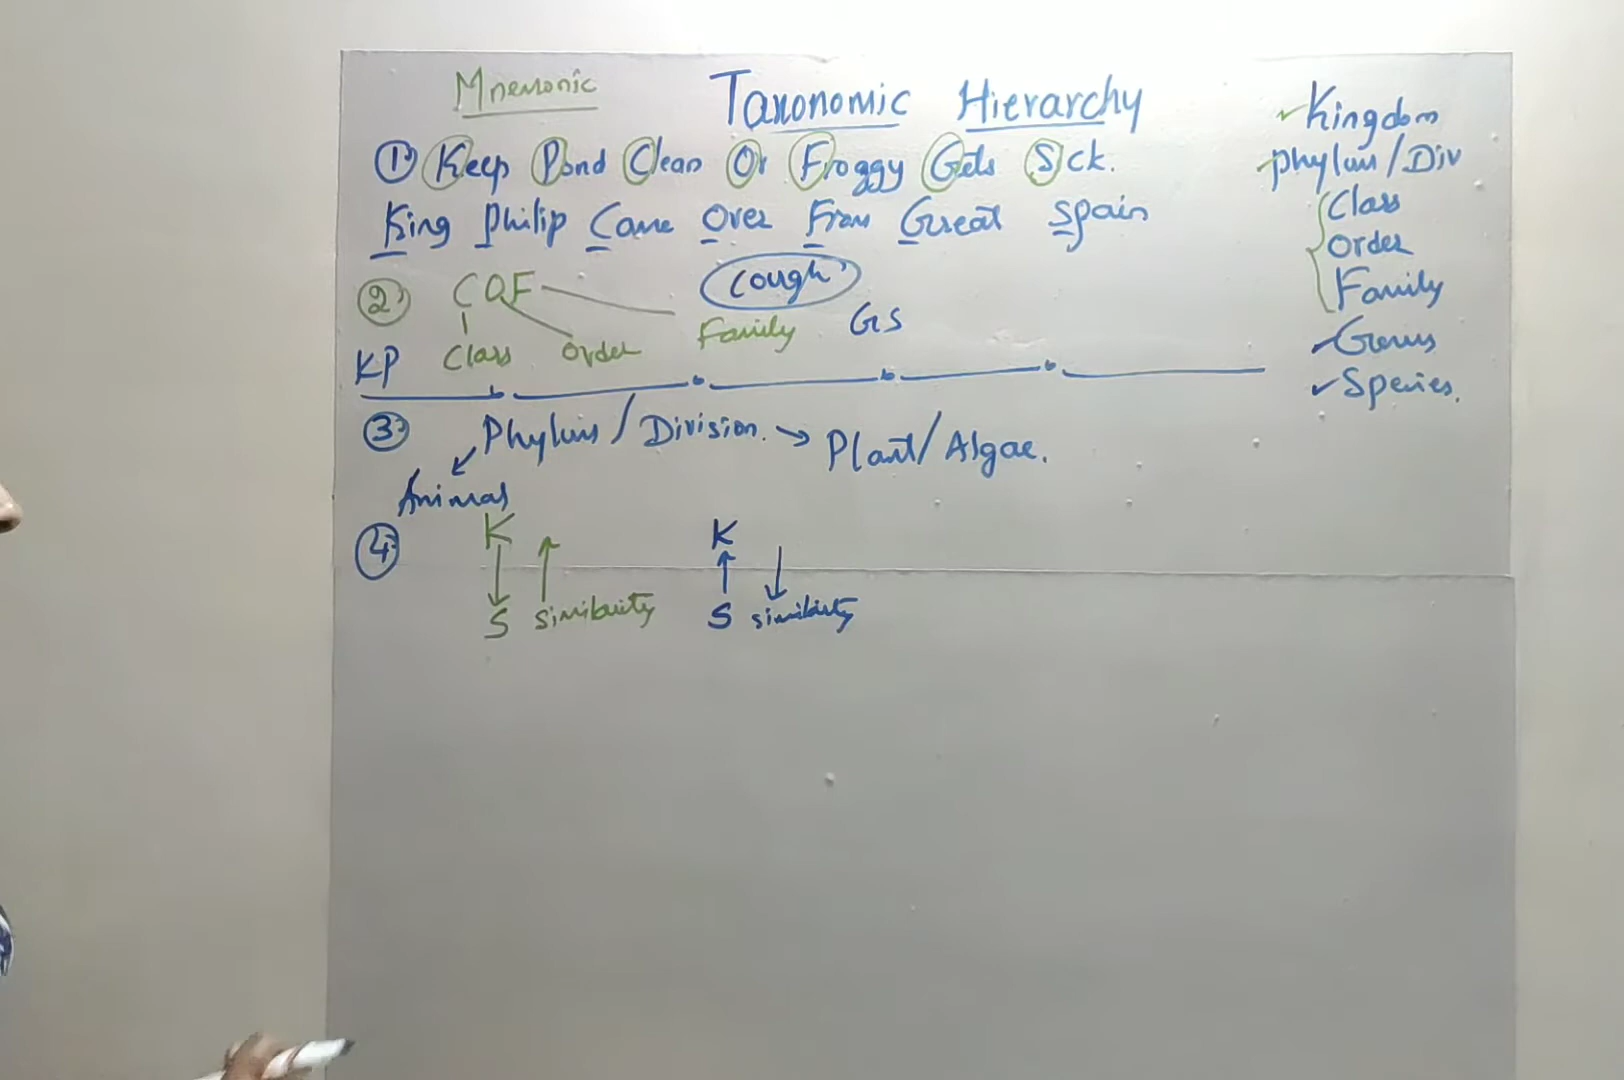 Mnemonic
Taxonomic Hierarchy
① Keep Pond Clean Or Froggy Gets Sick.
King Philip Came Over From Great Spain
② COF
Cough
Class Order Family GS
KP
③ Phylum / Division. → Plant/Algae.
Animal
④ K K
S similarity S similarity
Kingdom
Phylum/Div
Class
Order
Family
Genus
Species.